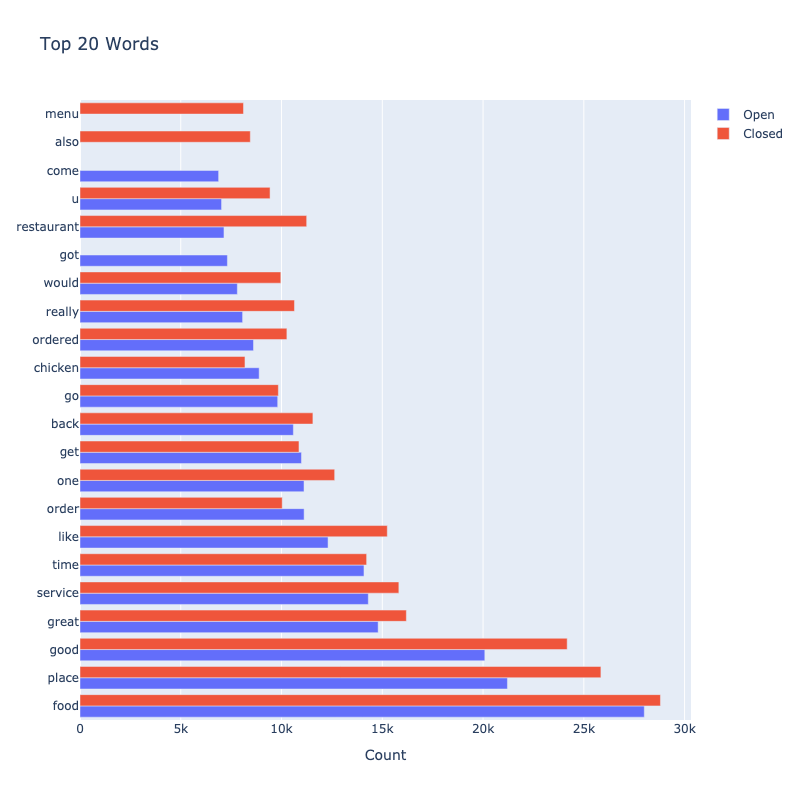 Top 20 Words
Open
Closed
menu
also
come
u
restaurant
got
would
really
ordered
chicken
go
back
get
one
order
like
time
service
great
good
place
food
0 5k 10k 15k 20k 25k 30k
Count